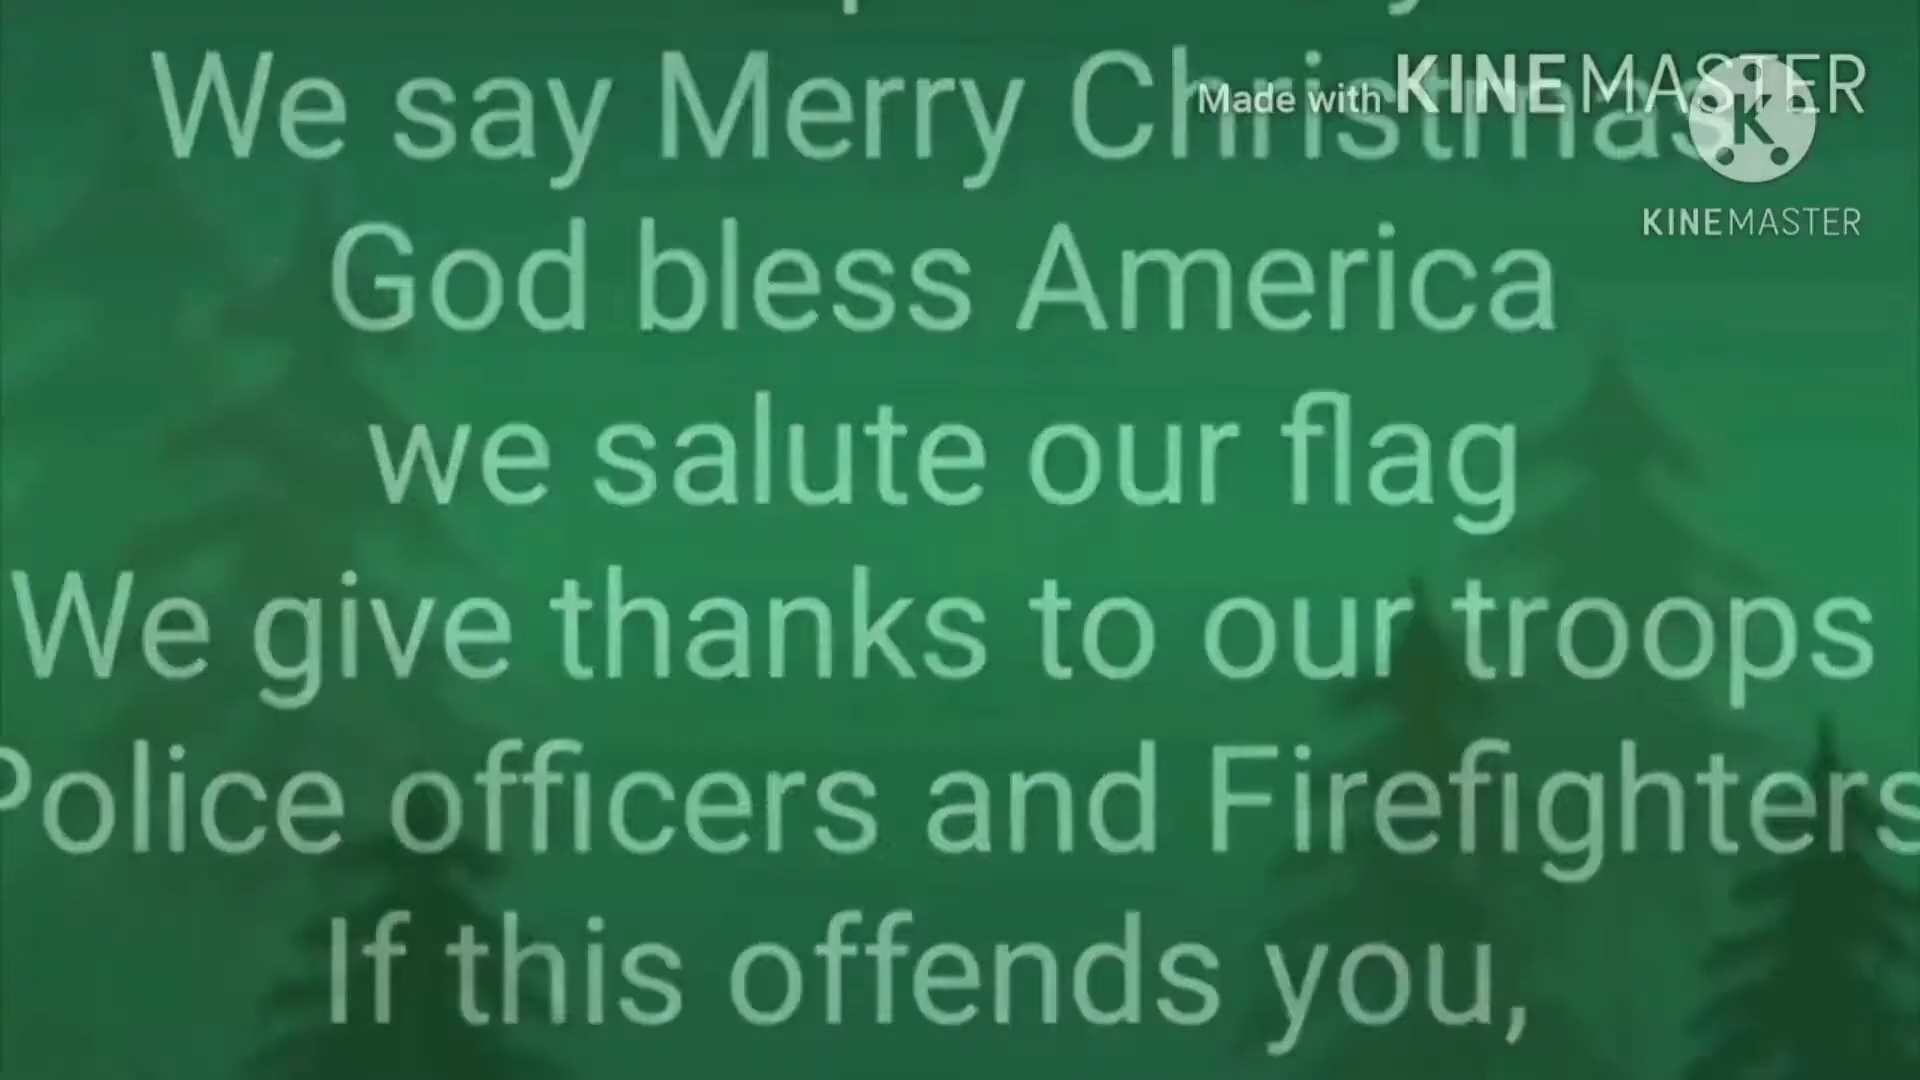 We say Merry Christmas
Made with KINEMASTER
K
KINEMASTER
God bless America
we salute our flag
We give thanks to our troops
Police officers and Firefighters
If this offends you,